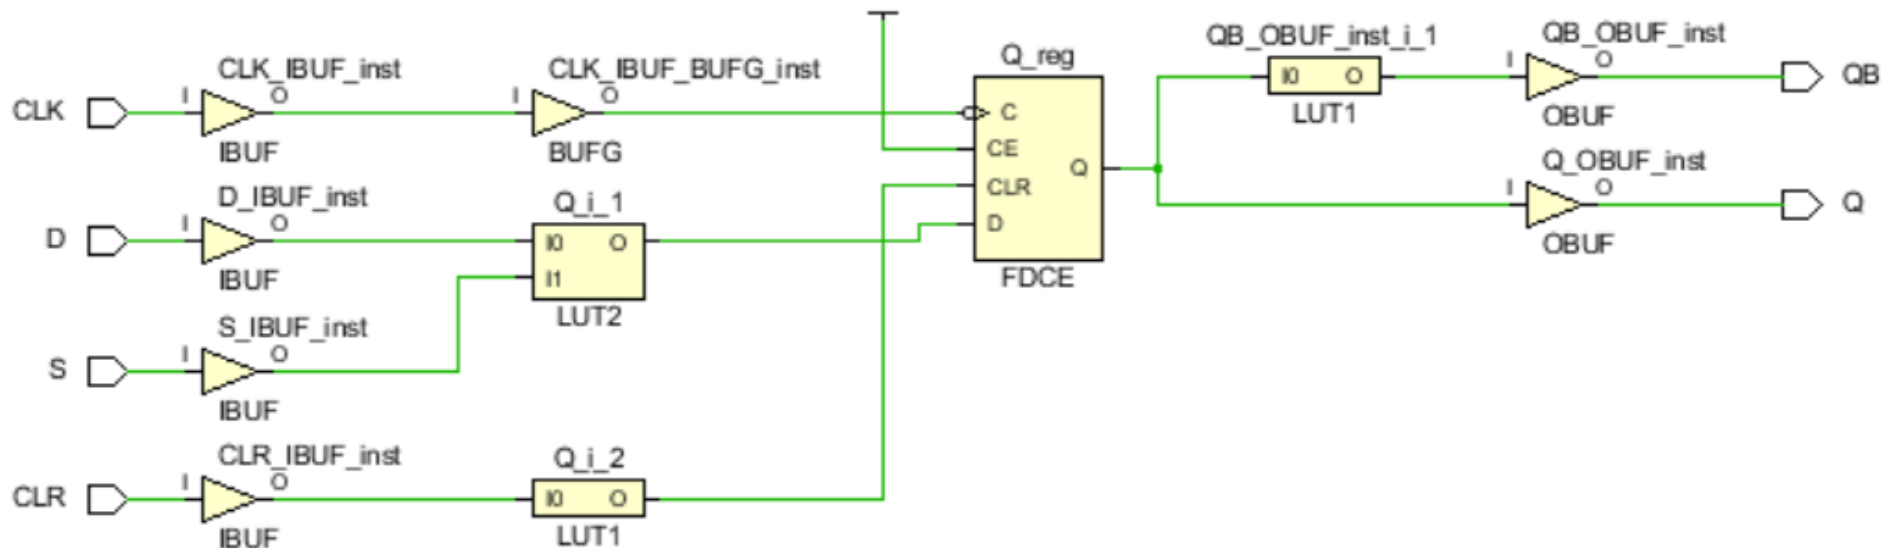 CLK
CLK_IBUF_inst
I
O
IBUF
CLK_IBUF_BUFG_inst
I
O
BUFG
D
D_IBUF_inst
I
O
IBUF
S
S_IBUF_inst
I
O
IBUF
CLR
CLR_IBUF_inst
I
O
IBUF
Q_i_1
I0
O
I1
LUT2
Q_i_2
I0
O
LUT1
Q_reg
C
CE
CLR
D
Q
FDCE
QB_OBUF_inst_i_1
I0
O
LUT1
QB_OBUF_inst
I
O
OBUF
QB
Q_OBUF_inst
I
O
OBUF
Q